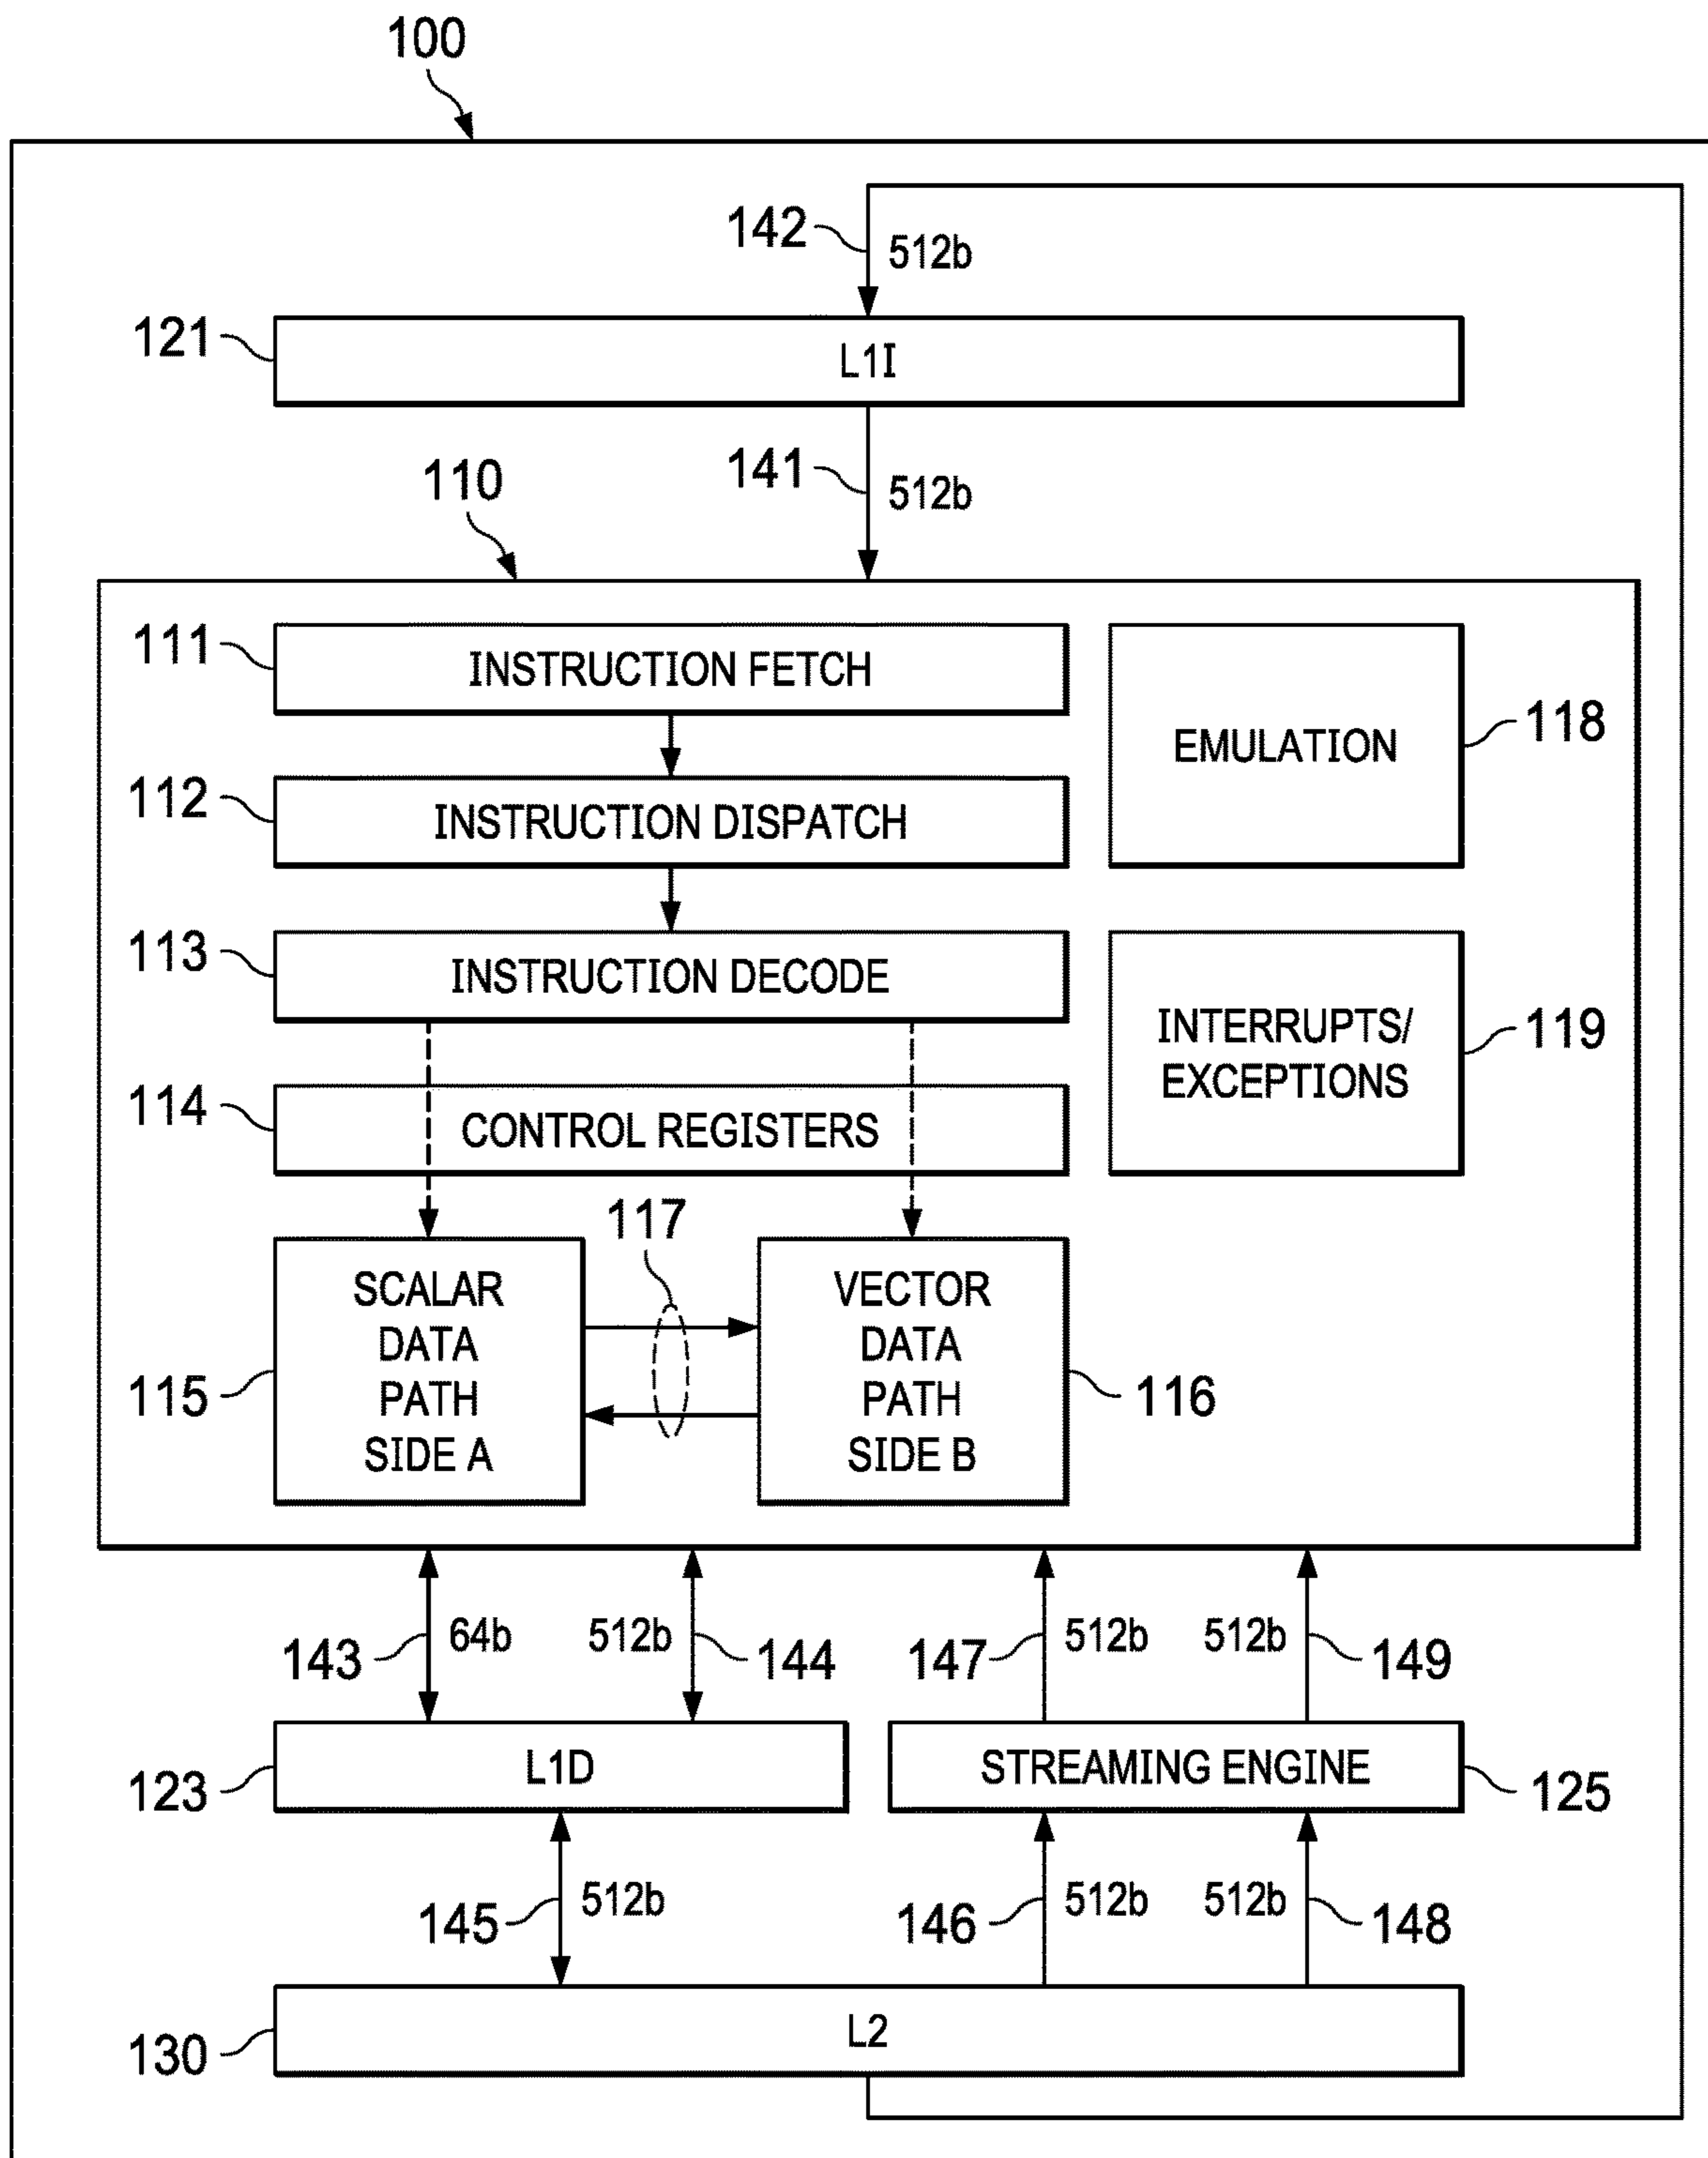 100
142
512b
121
L1I
141
512b
110
111
INSTRUCTION FETCH
118
EMULATION
112
INSTRUCTION DISPATCH
113
INSTRUCTION DECODE
119
INTERRUPTS/
EXCEPTIONS
114
CONTROL REGISTERS
117
115
SCALAR
DATA
PATH
SIDE A
VECTOR
DATA
PATH
SIDE B
116
143
64b
512b
144
147
512b
512b
149
123
L1D
STREAMING ENGINE
125
145
512b
146
512b
512b
148
130
L2